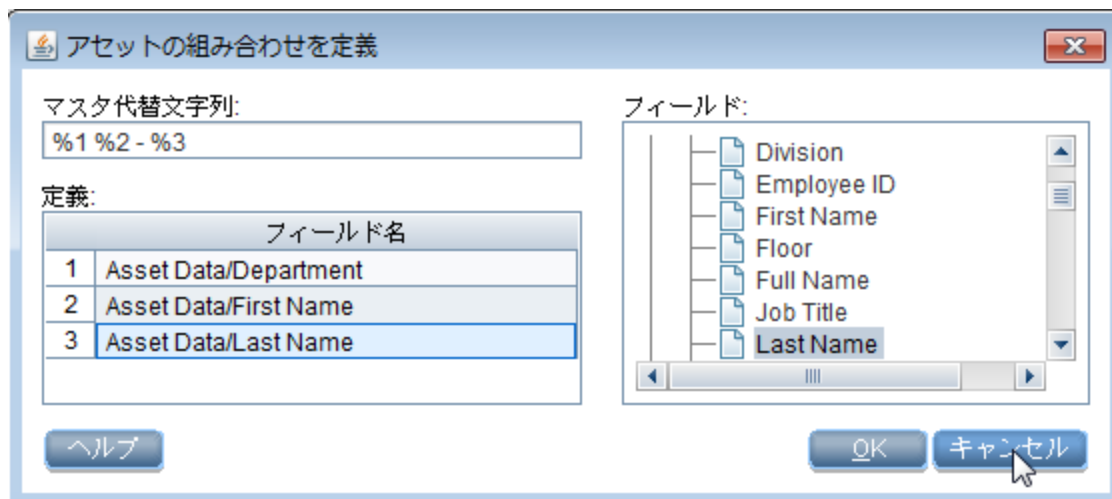 アセットの組み合わせを定義
マスタ代替文字列:
%1 %2 - %3
定義:
フィールド名
1 Asset Data/Department
2 Asset Data/First Name
3 Asset Data/Last Name
フィールド:
Division
Employee ID
First Name
Floor
Full Name
Job Title
Last Name
ヘルプ
OK
キャンセル